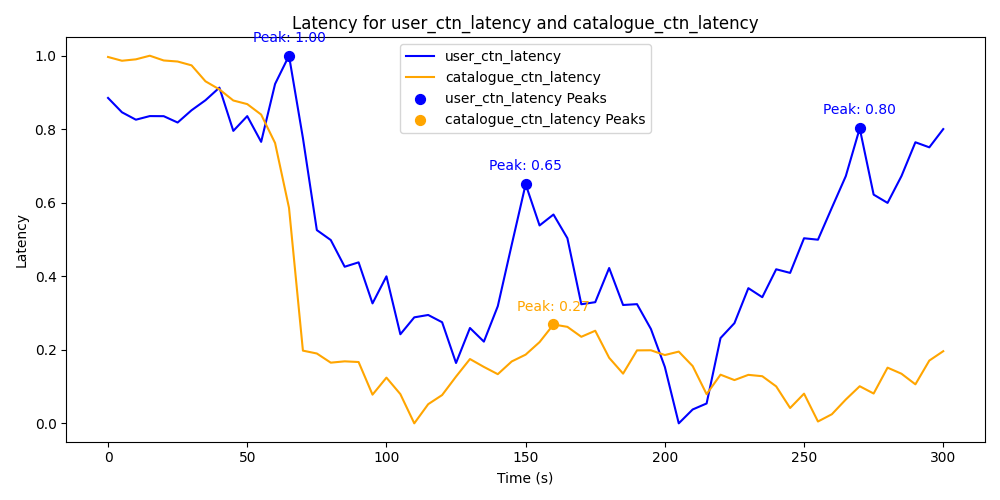 Latency for user_ctn_latency and catalogue_ctn_latency
Peak: 1.00
user_ctn_latency
catalogue_ctn_latency
user_ctn_latency Peaks
catalogue_ctn_latency Peaks
Peak: 0.80
Peak: 0.65
Peak: 0.27
Latency
1.0
0.8
0.6
0.4
0.2
0.0
0 50 100 150 200 250 300
Time (s)